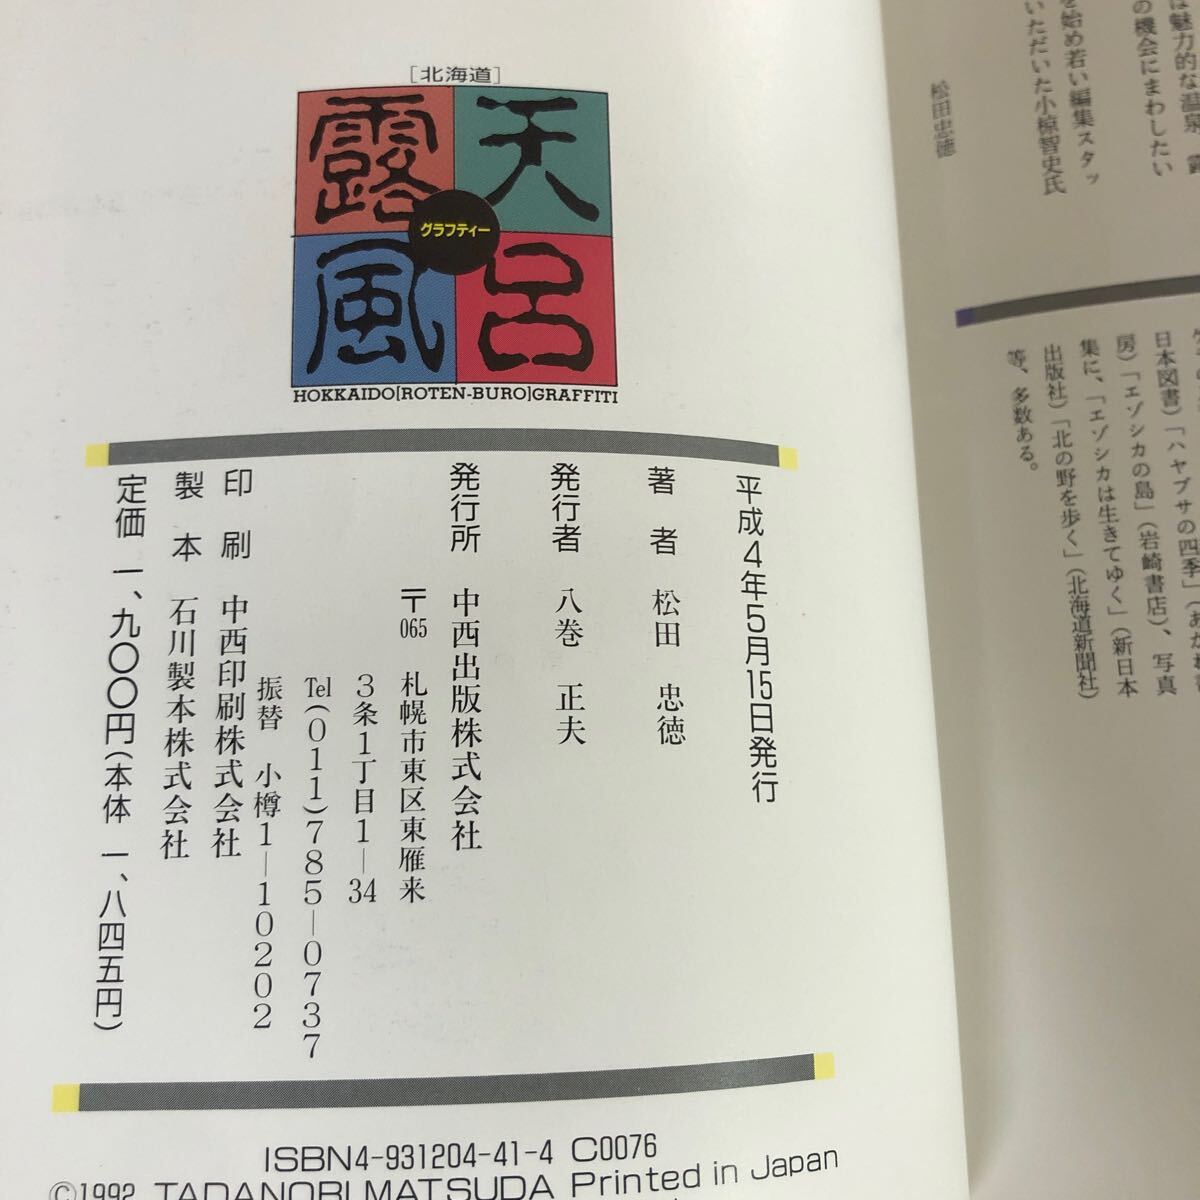 は魅力的な温泉
の機会にまわしたい
を始め若い編集スタッ
いただいた小椋智史氏
松田忠徳
日本図書）「ハヤブサの四季」（あかね書
房）「エゾシカの島」（岩崎書店）、写真
集に、「エゾシカは生きてゆく」（新日本
出版社）「北の野を歩く」（北海道新聞社）
等、多数ある。
［北海道］
天露
呂風
グラフティー
HOKKAIDO[ROTEN-BURO]GRAFFITI
平成4年5月15日発行
著者 松田 忠徳
発行者 八巻 正夫
発行所 中西出版株式会社
〒065 札幌市東区東雁来
3条1丁目1—34
Tel(011)785—0737
振替 小樽1—10202
印刷 中西印刷株式会社
製本 石川製本株式会社
定価 一、九〇〇円（本体 一、八四五円）
ISBN4-931204-41-4 C0076
©1992 TADANORI MATSUDA Printed in Japan